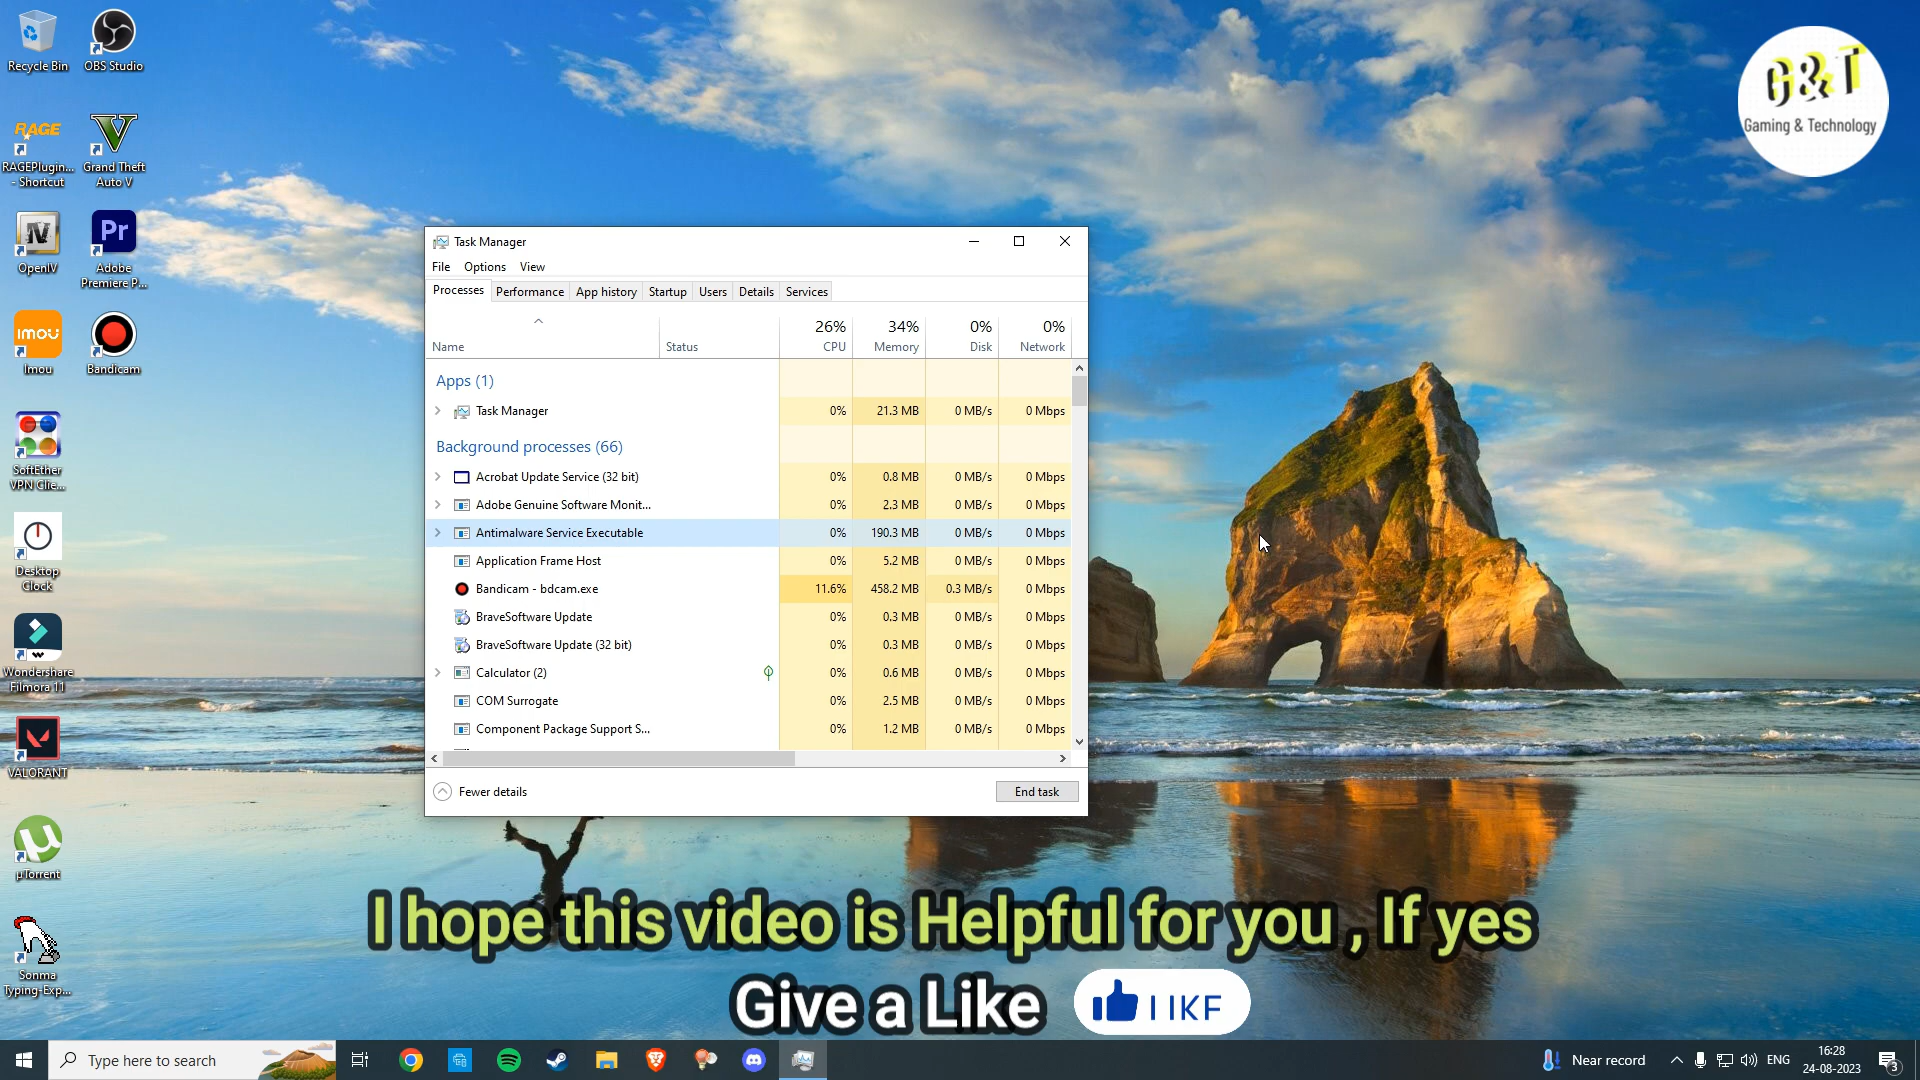 Recycle Bin
OBS Studio
G&T
Gaming & Technology
RAGE
RAGEPlugin...
- Shortcut
V
Grand Theft
Auto V
IV
OpenIV
Pr
Adobe
Premiere P...
imou
Imou
Bandicam
SoftEther
VPN Clie...
Desktop
Clock
Wondershare
Filmora 11
VALORANT
µTorrent
Sonma
Typing-Exp...
Task Manager
File Options View
Processes Performance App history Startup Users Details Services
26% 34% 0% 0%
Name Status CPU Memory Disk Network
Apps (1)
Task Manager 0% 21.3 MB 0 MB/s 0 Mbps
Background processes (66)
Acrobat Update Service (32 bit) 0% 0.8 MB 0 MB/s 0 Mbps
Adobe Genuine Software Monit... 0% 2.3 MB 0 MB/s 0 Mbps
Antimalware Service Executable 0% 190.3 MB 0 MB/s 0 Mbps
Application Frame Host 0% 5.2 MB 0 MB/s 0 Mbps
Bandicam - bdcam.exe 11.6% 458.2 MB 0.3 MB/s 0 Mbps
BraveSoftware Update 0% 0.3 MB 0 MB/s 0 Mbps
BraveSoftware Update (32 bit) 0% 0.3 MB 0 MB/s 0 Mbps
Calculator (2) 0% 0.6 MB 0 MB/s 0 Mbps
COM Surrogate 0% 2.5 MB 0 MB/s 0 Mbps
Component Package Support S... 0% 1.2 MB 0 MB/s 0 Mbps
Fewer details
End task
I hope this video is Helpful for you , If yes
Give a Like
Type here to search
Near record
ENG
16:28
24-08-2023
3